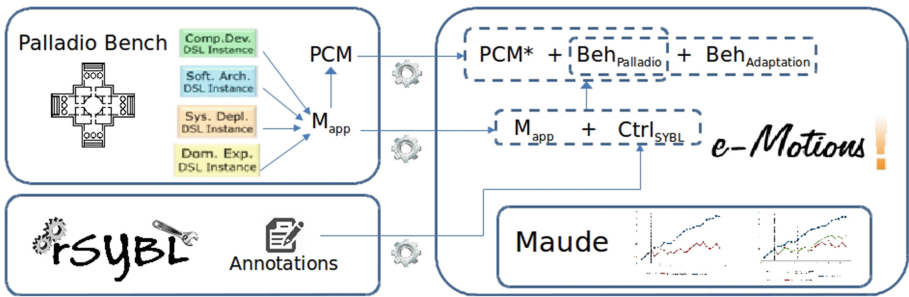 Palladio Bench
Comp.Dev.
DSL Instance
Soft. Arch.
DSL Instance
Sys. Depl.
DSL Instance
Dom. Exp.
DSL Instance
PCM
Mapp
rSYBL
Annotations
PCM* + BehPalladio + BehAdaptation
Mapp + CtrlSYBL
e-Motions!
Maude